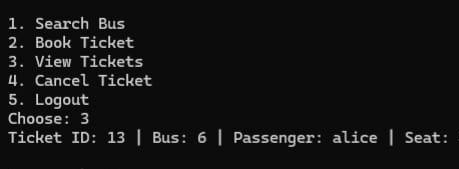 1. Search Bus
2. Book Ticket
3. View Tickets
4. Cancel Ticket
5. Logout
Choose: 3
Ticket ID: 13 | Bus: 6 | Passenger: alice | Seat: